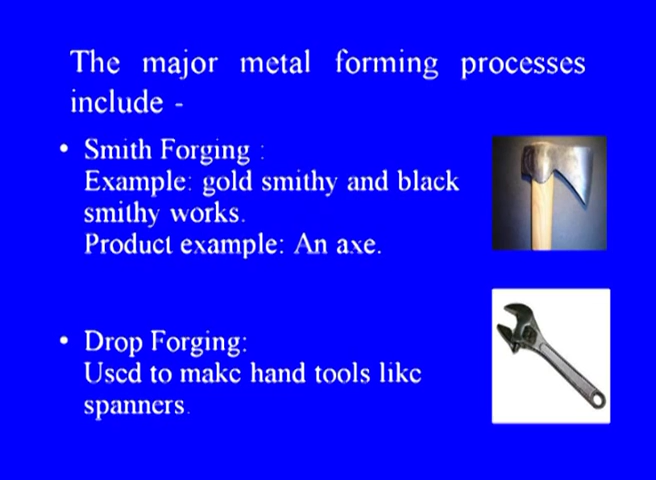 The major metal forming processes
include -
• Smith Forging :
Example: gold smithy and black
smithy works.
Product example: An axe.
• Drop Forging:
Used to make hand tools like
spanners.